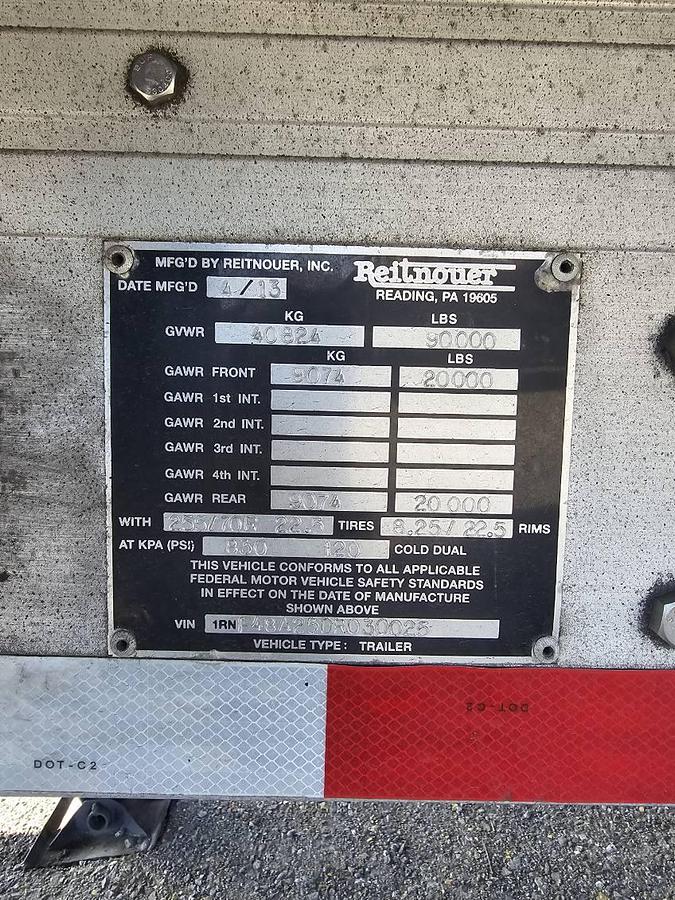 MFG'D BY REITNOUER, INC. Reitnouer
DATE MFG'D 4/13 READING, PA 19605
KG LBS
GVWR 40824 90000
KG LBS
GAWR FRONT 9074 20000
GAWR 1st INT.
GAWR 2nd INT.
GAWR 3rd INT.
GAWR 4th INT.
GAWR REAR 9074 20000
WITH 255/70R 22.5 TIRES 8.25/22.5 RIMS
AT KPA (PSI) 120 COLD DUAL
THIS VEHICLE CONFORMS TO ALL APPLICABLE
FEDERAL MOTOR VEHICLE SAFETY STANDARDS
IN EFFECT ON THE DATE OF MANUFACTURE
SHOWN ABOVE
VIN 1RN
VEHICLE TYPE: TRAILER
DOT-C2
DOT-C2